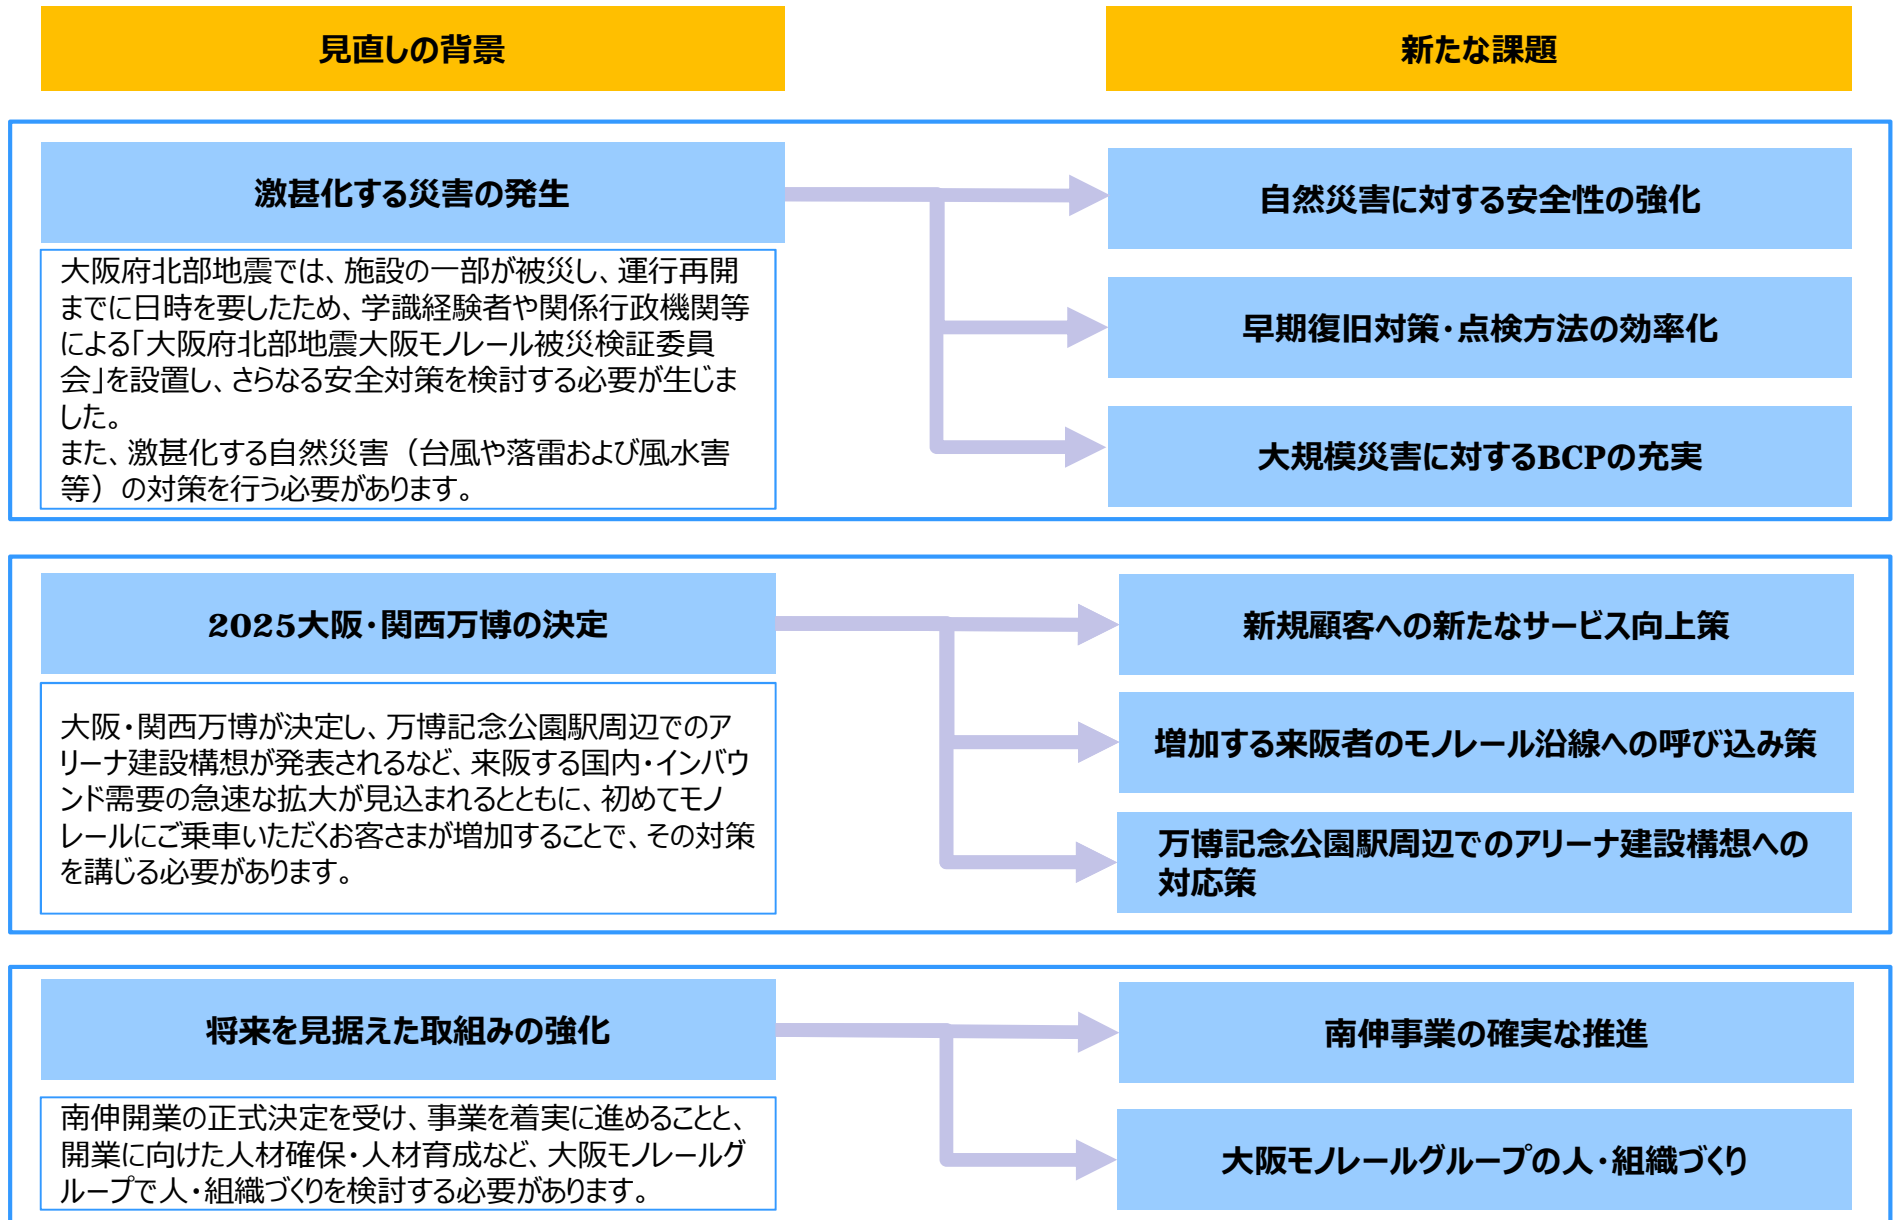 見直しの背景
新たな課題
激甚化する災害の発生
大阪府北部地震では、施設の一部が被災し、運行再開
までに日時を要したため、学識経験者や関係行政機関等
による「大阪府北部地震大阪モノレール被災検証委員
会」を設置し、さらなる安全対策を検討する必要が生じま
した。
また、激甚化する自然災害（台風や落雷および風水害
等）の対策を行う必要があります。
自然災害に対する安全性の強化
早期復旧対策・点検方法の効率化
大規模災害に対するBCPの充実
2025大阪・関西万博の決定
大阪・関西万博が決定し、万博記念公園駅周辺でのア
リーナ建設構想が発表されるなど、来阪する国内・インバウ
ンド需要の急速な拡大が見込まれるとともに、初めてモノ
レールにご乗車いただくお客さまが増加することで、その対策
を講じる必要があります。
新規顧客への新たなサービス向上策
増加する来阪者のモノレール沿線への呼び込み策
万博記念公園駅周辺でのアリーナ建設構想への
対応策
将来を見据えた取組みの強化
南伸開業の正式決定を受け、事業を着実に進めることと、
開業に向けた人材確保・人材育成など、大阪モノレールグ
ループで人・組織づくりを検討する必要があります。
南伸事業の確実な推進
大阪モノレールグループの人・組織づくり